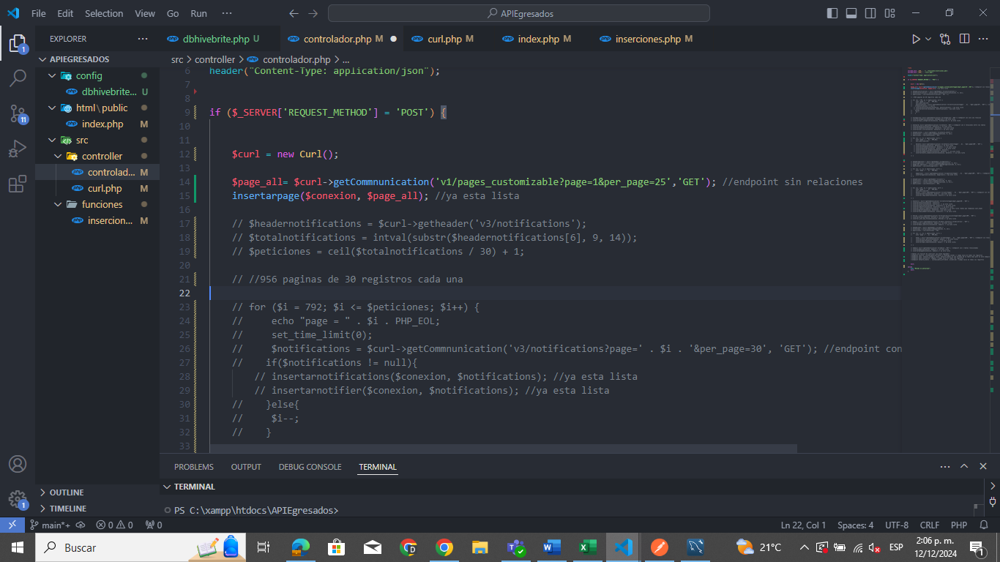 File Edit Selection View Go Run ··· APIEgresados
EXPLORER ···
dbhivebrite.php U controlador.php M curl.php M index.php M inserciones.php M
APIEGRESADOS
config
dbhivebrite... U
html\public
index.php M
src
controller
controlad... M
curl.php M
funciones
insercion... M
OUTLINE
TIMELINE
src > controller > controlador.php > ...
6 header("Content-Type: application/json");
7
8
9 if ($_SERVER['REQUEST_METHOD'] = 'POST') {
10
11
12 $curl = new Curl();
13
14 $page_all= $curl->getCommnunication('v1/pages_customizable?page=1&per_page=25','GET'); //endpoint sin relaciones
15 insertarpage($conexion, $page_all); //ya esta lista
16
17 // $headernotifications = $curl->getheader('v3/notifications');
18 // $totalnotifications = intval(substr($headernotifications[6], 9, 14));
19 // $peticiones = ceil($totalnotifications / 30) + 1;
20
21 // //956 paginas de 30 registros cada una
22
23 // for ($i = 792; $i <= $peticiones; $i++) {
24 // echo "page = " . $i . PHP_EOL;
25 // set_time_limit(0);
26 // $notifications = $curl->getCommnunication('v3/notifications?page=' . $i . '&per_page=30', 'GET'); //endpoint con
27 // if($notifications != null){
28 // insertarnotifications($conexion, $notifications); //ya esta lista
29 // insertarnotifier($conexion, $notifications); //ya esta lista
30 // }else{
31 // $i--;
32 // }
33
PROBLEMS OUTPUT DEBUG CONSOLE TERMINAL
TERMINAL
PS C:\xampp\htdocs\APIEgresados>
main*+ 0 0 0 Ln 22, Col 1 Spaces: 4 UTF-8 CRLF PHP
Buscar 21°C ESP 2:06 p. m.
12/12/2024